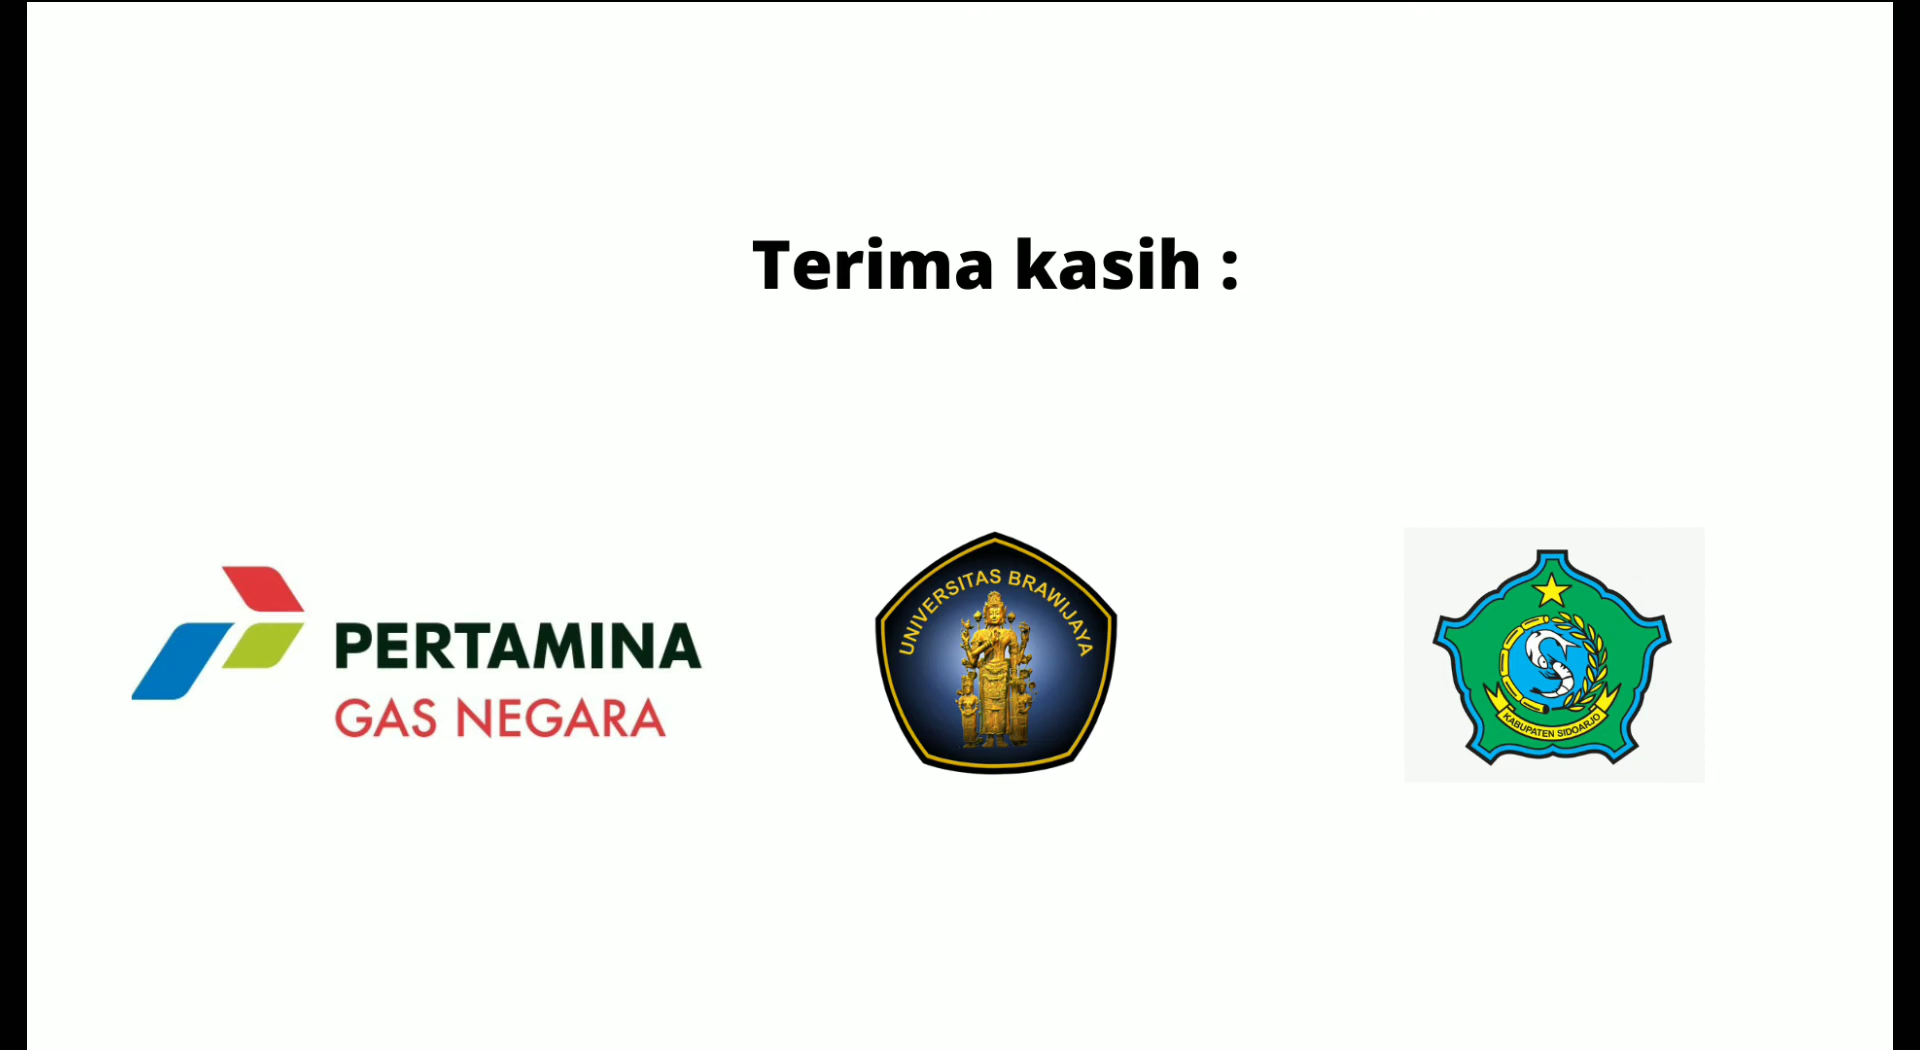 Terima kasih :
PERTAMINA
GAS NEGARA
UNIVERSITAS BRAWIJAYA
KABUPATEN SIDOARJO